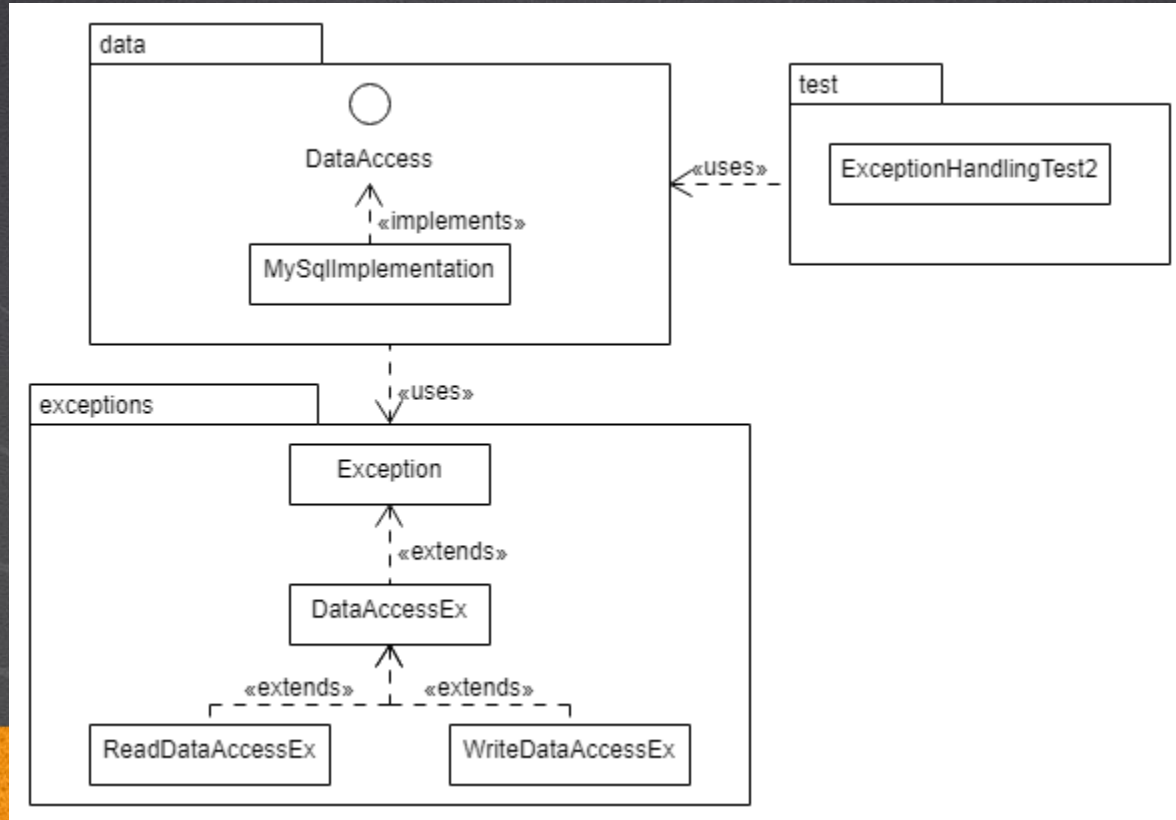 data
DataAccess
«implements»
MySqlImplementation
«uses»
test
ExceptionHandlingTest2
«uses»
exceptions
Exception
«extends»
DataAccessEx
«extends» «extends»
ReadDataAccessEx WriteDataAccessEx